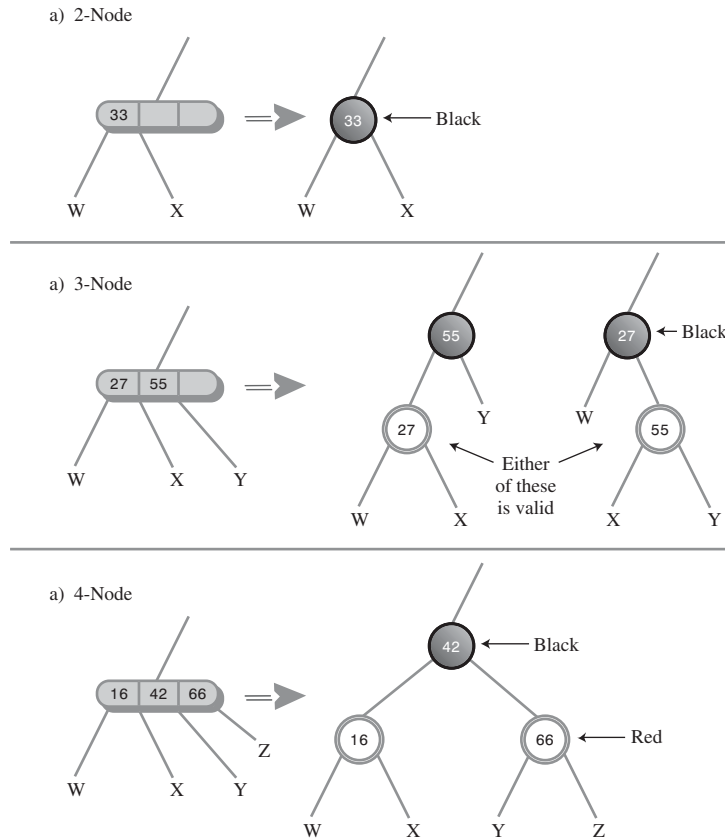 a) 2-Node
33
33
Black
W X W X
a) 3-Node
55 27 Black
27 55
W Y
27 55
W X Y
Either
of these
is valid
W X X Y
a) 4-Node
42 Black
16 42 66
16 66 Red
Z
W X Y
W X Y Z